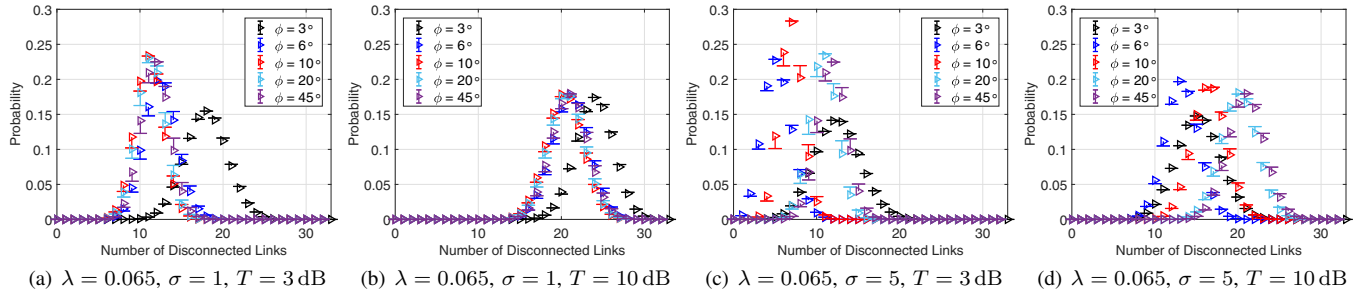 0.3
0.25
0.2
0.15
0.1
0.05
0
Probability
0 10 20 30
Number of Disconnected Links
ϕ = 3°
ϕ = 6°
ϕ = 10°
ϕ = 20°
ϕ = 45°
(a) λ = 0.065, σ = 1, T = 3 dB
0.3
0.25
0.2
0.15
0.1
0.05
0
Probability
0 10 20 30
Number of Disconnected Links
ϕ = 3°
ϕ = 6°
ϕ = 10°
ϕ = 20°
ϕ = 45°
(b) λ = 0.065, σ = 1, T = 10 dB
0.3
0.25
0.2
0.15
0.1
0.05
0
Probability
0 10 20 30
Number of Disconnected Links
ϕ = 3°
ϕ = 6°
ϕ = 10°
ϕ = 20°
ϕ = 45°
(c) λ = 0.065, σ = 5, T = 3 dB
0.3
0.25
0.2
0.15
0.1
0.05
0
Probability
0 10 20 30
Number of Disconnected Links
ϕ = 3°
ϕ = 6°
ϕ = 10°
ϕ = 20°
ϕ = 45°
(d) λ = 0.065, σ = 5, T = 10 dB